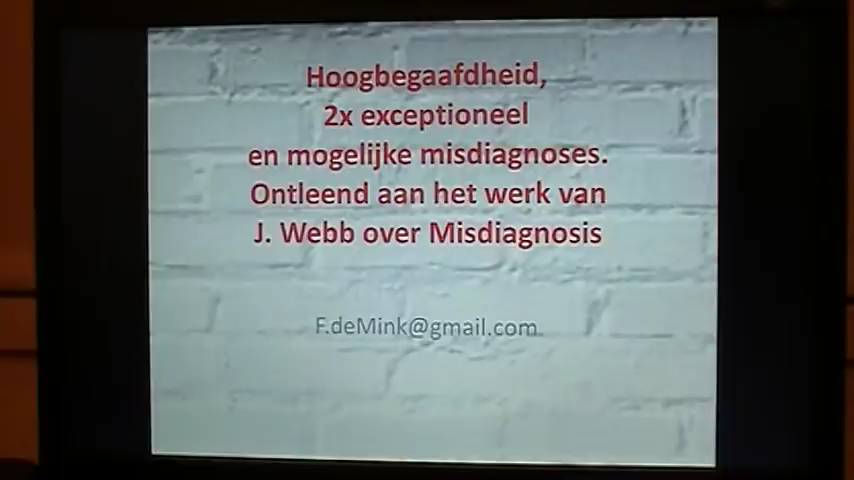 Hoogbegaafdheid,
2x exceptioneel
en mogelijke misdiagnoses.
Ontleend aan het werk van
J. Webb over Misdiagnosis
F.deMink@gmail.com